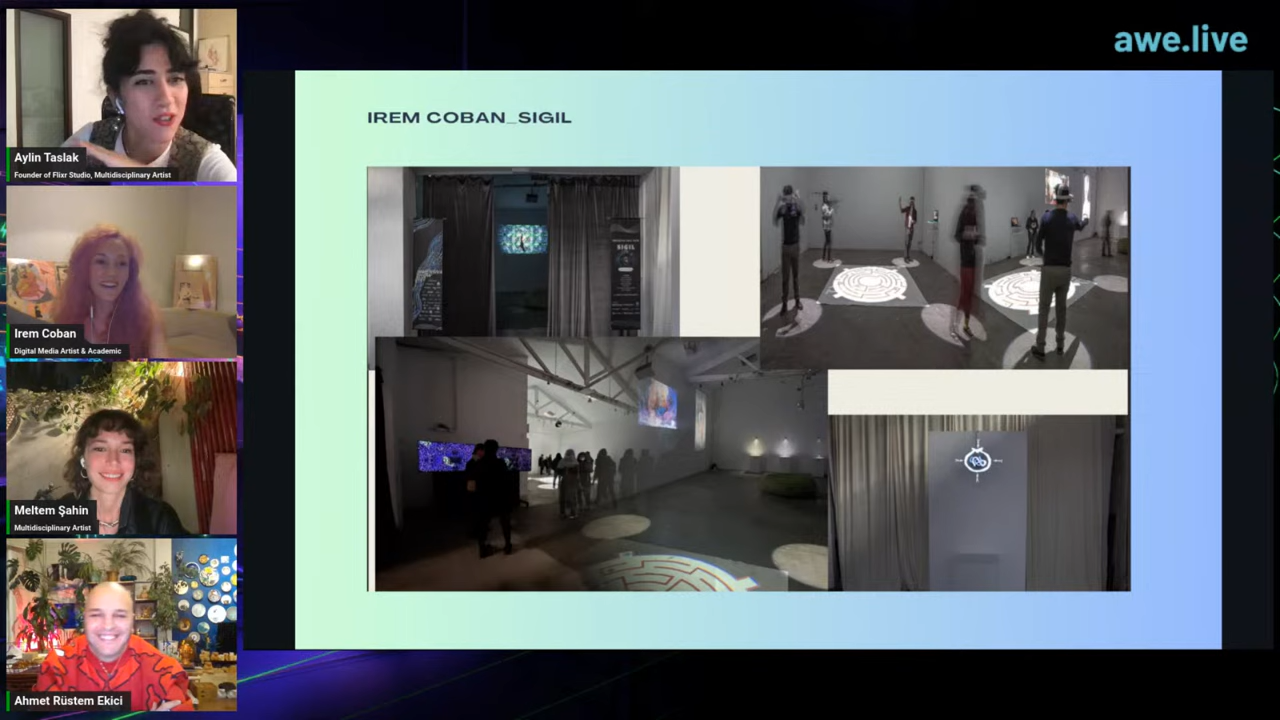 awe.live
Aylin Taslak
Founder of Flixr Studio, Multidisciplinary Artist
Irem Coban
Digital Media Artist & Academic
Meltem Şahin
Multidisciplinary Artist
Ahmet Rüstem Ekici
IREM COBAN_SIGIL
SIGIL